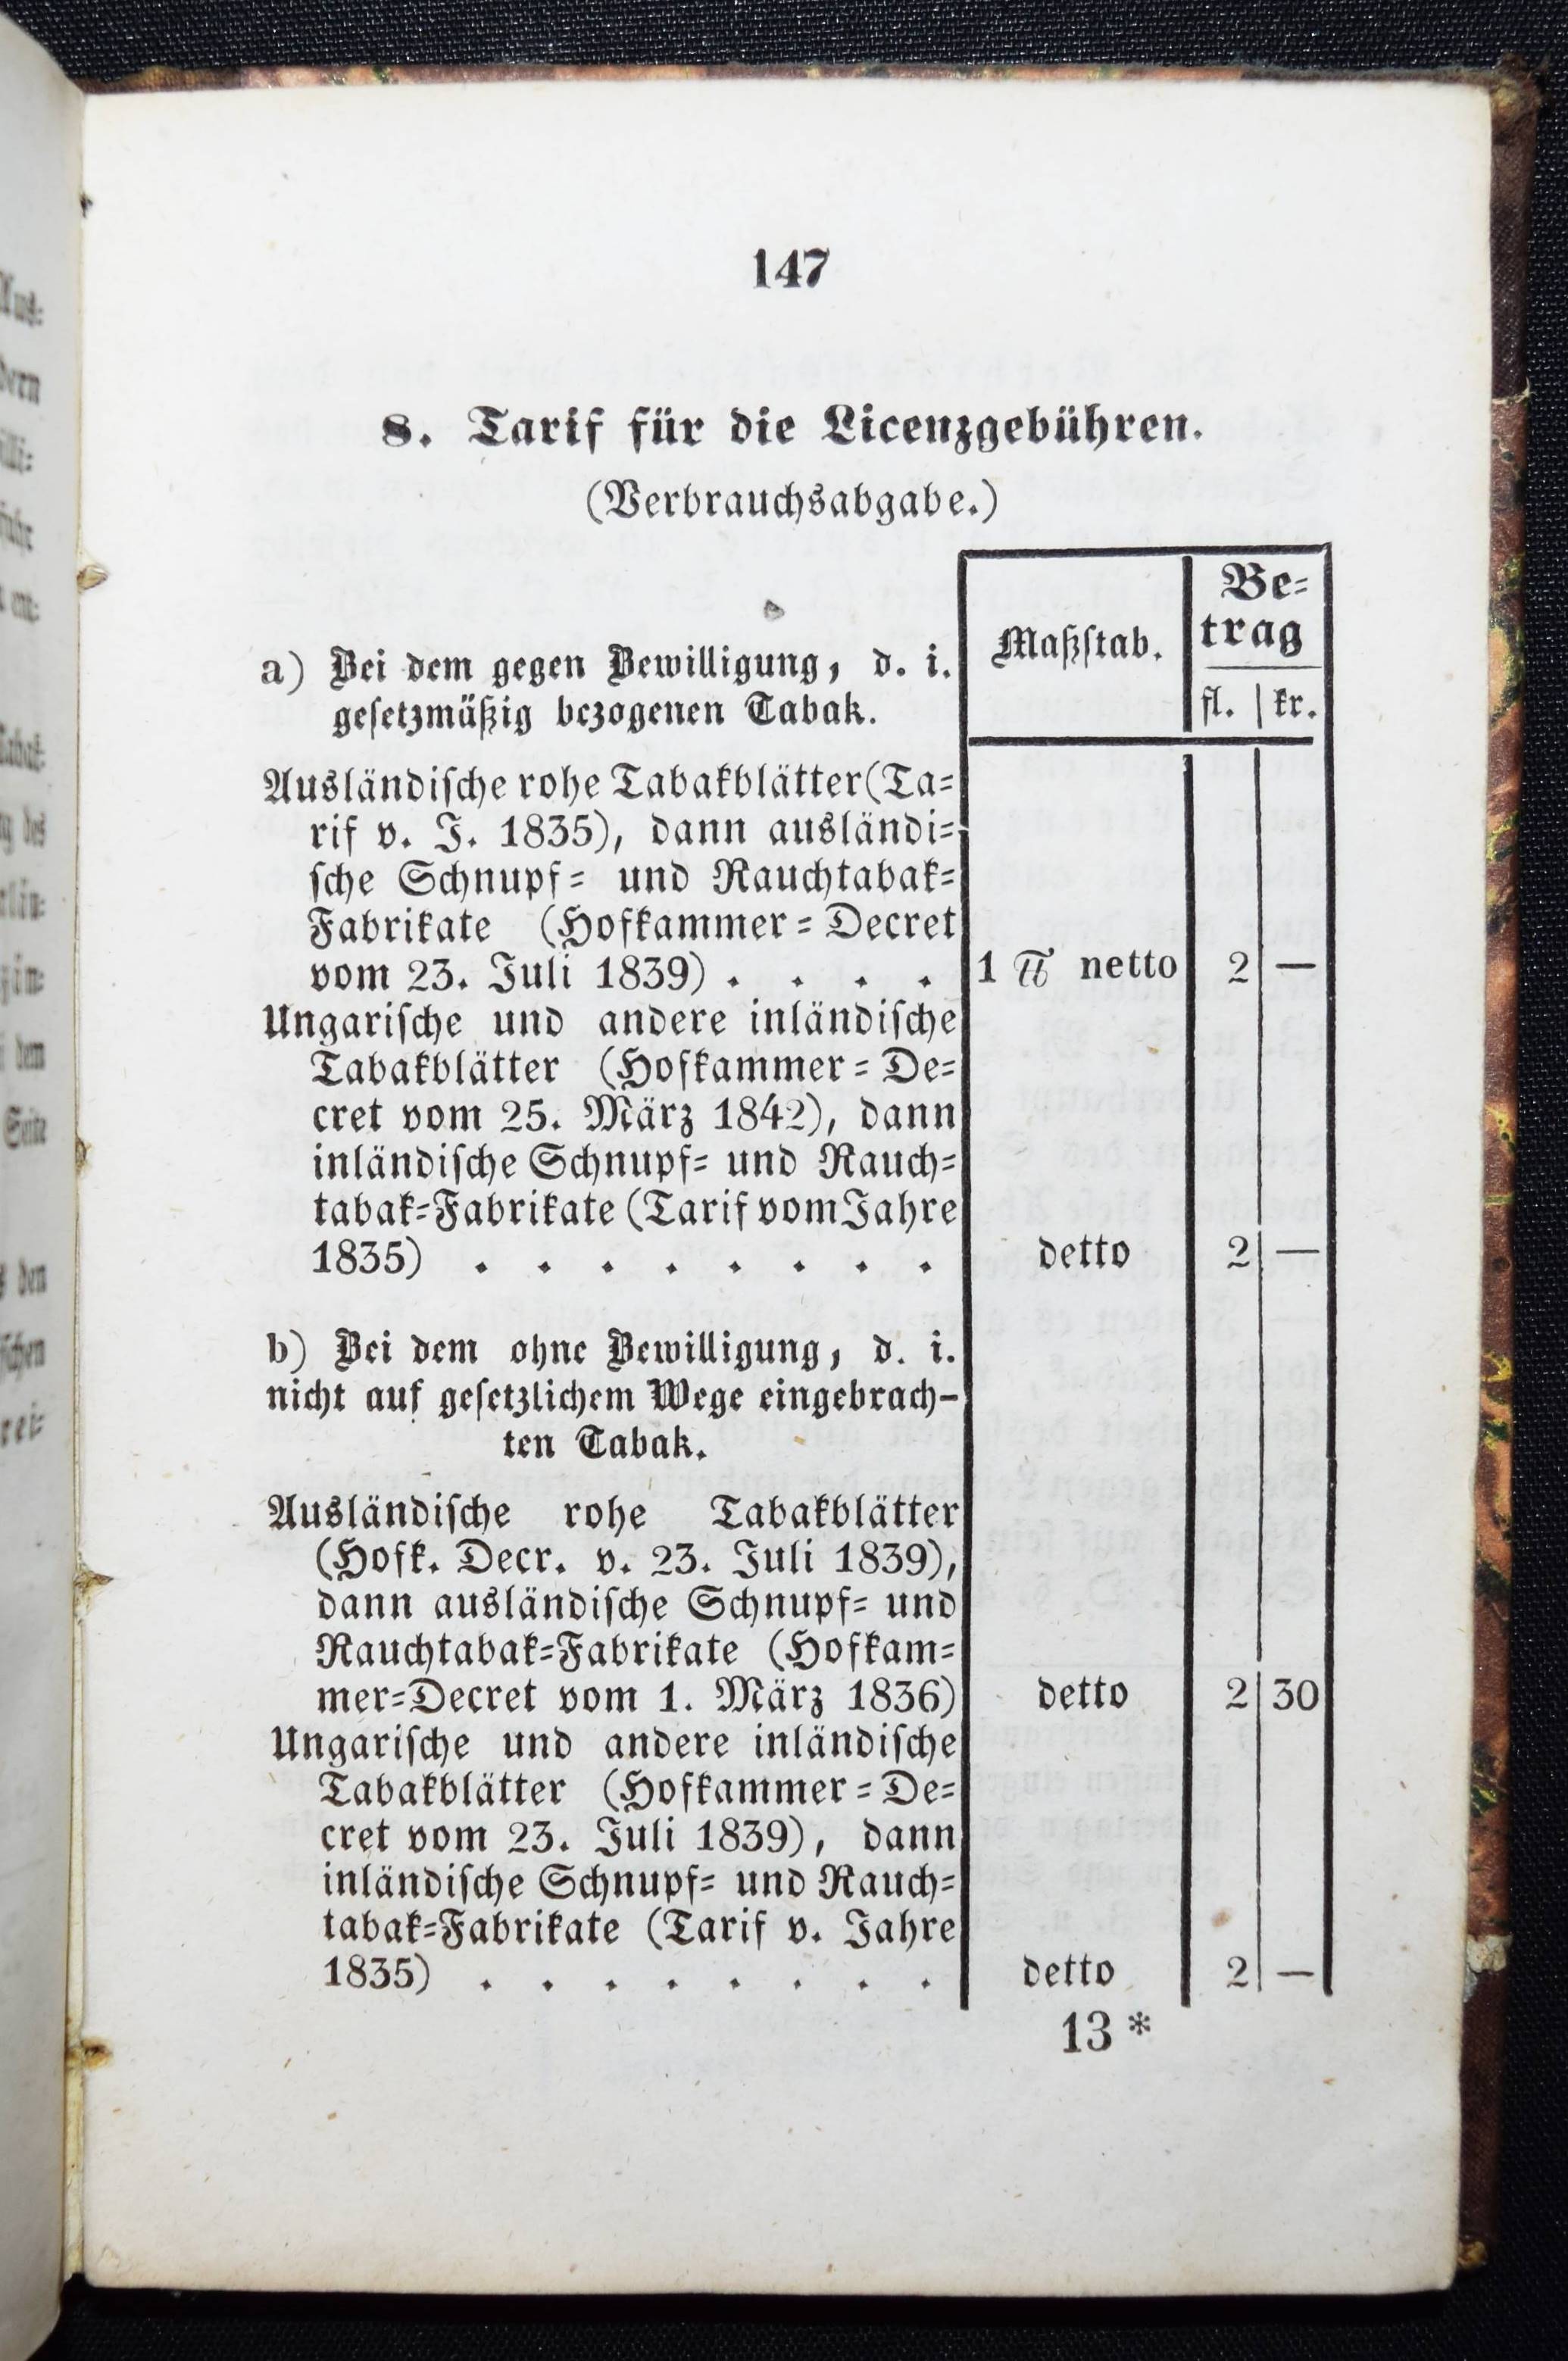 147
8. Tarif für die Licenzgebühren.
(Verbrauchsabgabe.)
Maßstab.
Be=
trag
fl. | kr.
a) Bei dem gegen Bewilligung, d. i.
gesetzmäßig bezogenen Tabak.
Ausländische rohe Tabakblätter (Ta=
rif v. J. 1835), dann ausländi=
sche Schnupf= und Rauchtabak=
Fabrikate (Hofkammer=Decret
vom 23. Juli 1839) . . . . 1 ℔ netto 2 —
Ungarische und andere inländische
Tabakblätter (Hofkammer=De=
cret vom 25. März 1842), dann
inländische Schnupf= und Rauch=
tabak=Fabrikate (Tarif vom Jahre
1835) . . . . . . . . detto 2 —
b) Bei dem ohne Bewilligung, d. i.
nicht auf gesetzlichem Wege eingebrach-
ten Tabak.
Ausländische rohe Tabakblätter
(Hofk. Decr. v. 23. Juli 1839),
dann ausländische Schnupf= und
Rauchtabak=Fabrikate (Hofkam=
mer=Decret vom 1. März 1836) detto 2 30
Ungarische und andere inländische
Tabakblätter (Hofkammer=De=
cret vom 23. Juli 1839), dann
inländische Schnupf= und Rauch=
tabak=Fabrikate (Tarif v. Jahre
1835) . . . . . . . . detto 2 —
13*